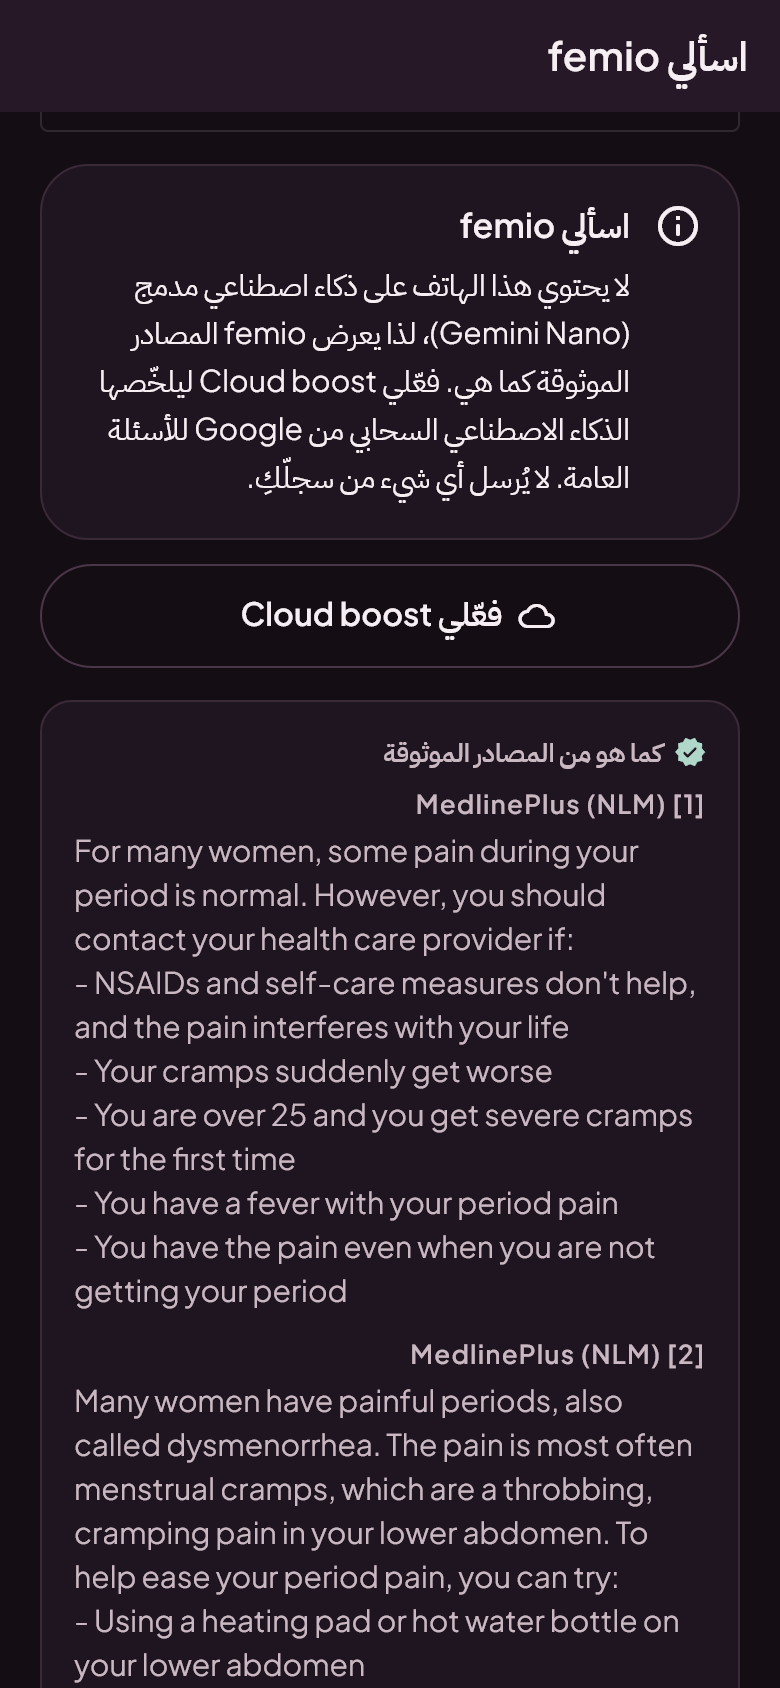 اسألي femio
اسألي femio
لا يحتوي هذا الهاتف على ذكاء اصطناعي مدمج
(Gemini Nano)، لذا يعرض femio المصادر
الموثوقة كما هي. فعّلي Cloud boost ليلخّصها
الذكاء الاصطناعي السحابي من Google للأسئلة
العامة. لا يُرسل أي شيء من سجلّكِ.
فعّلي Cloud boost
كما هو من المصادر الموثوقة
MedlinePlus (NLM) [1]
For many women, some pain during your
period is normal. However, you should
contact your health care provider if:
- NSAIDs and self-care measures don't help,
and the pain interferes with your life
- Your cramps suddenly get worse
- You are over 25 and you get severe cramps
for the first time
- You have a fever with your period pain
- You have the pain even when you are not
getting your period
MedlinePlus (NLM) [2]
Many women have painful periods, also
called dysmenorrhea. The pain is most often
menstrual cramps, which are a throbbing,
cramping pain in your lower abdomen. To
help ease your period pain, you can try:
- Using a heating pad or hot water bottle on
your lower abdomen